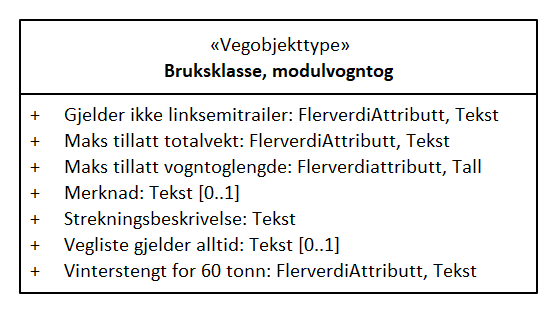 «Vegobjekttype»
Bruksklasse, modulvogntog
+ Gjelder ikke linksemitrailer: FlerverdiAttributt, Tekst
+ Maks tillatt totalvekt: FlerverdiAttributt, Tekst
+ Maks tillatt vogntoglengde: Flerverdiattributt, Tall
+ Merknad: Tekst [0..1]
+ Strekningsbeskrivelse: Tekst
+ Vegliste gjelder alltid: Tekst [0..1]
+ Vinterstengt for 60 tonn: FlerverdiAttributt, Tekst